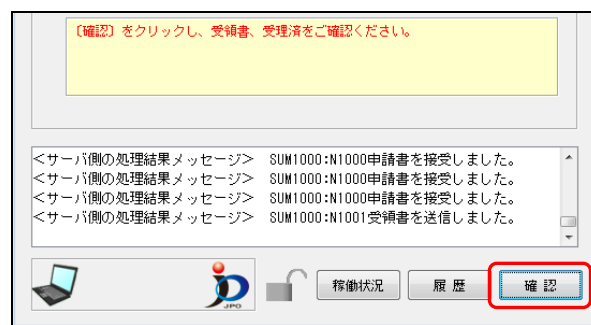 〔確認〕をクリックし、受領書、受理済をご確認ください。
＜サーバ側の処理結果メッセージ＞　SUM1000:N1000申請書を接受しました。
＜サーバ側の処理結果メッセージ＞　SUM1000:N1000申請書を接受しました。
＜サーバ側の処理結果メッセージ＞　SUM1000:N1000申請書を接受しました。
＜サーバ側の処理結果メッセージ＞　SUM1000:N1001受領書を送信しました。
JPO
稼働状況
履 歴
確 認